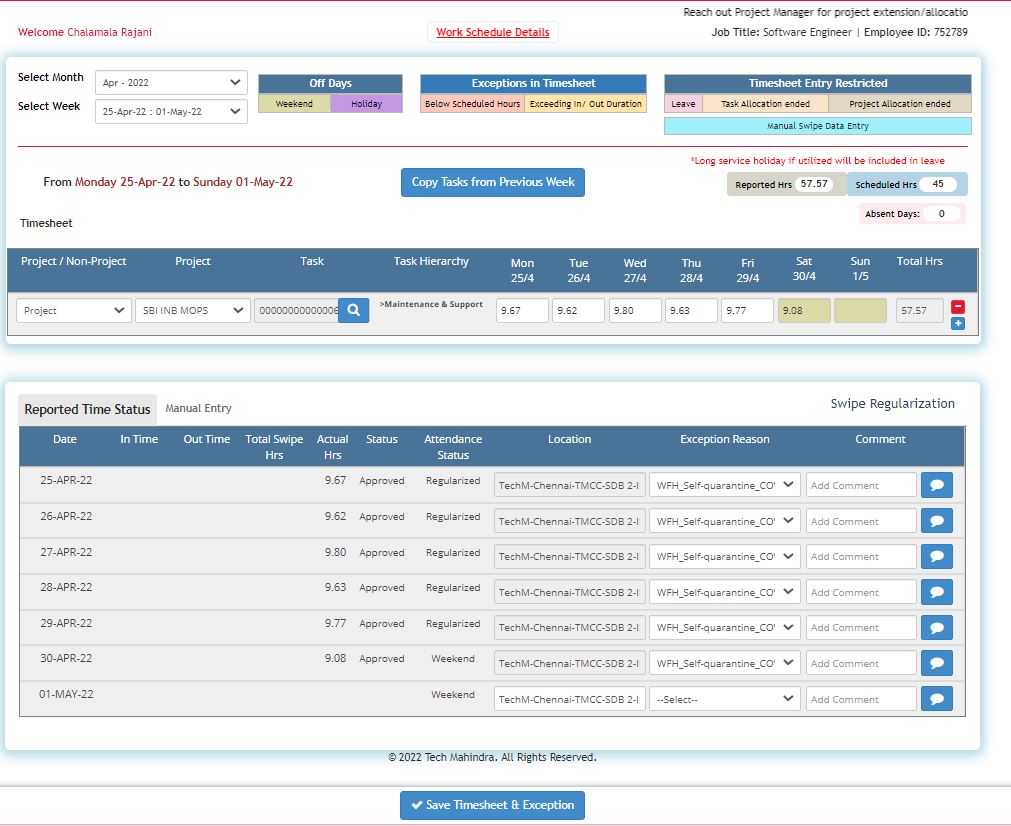 Reach out Project Manager for project extension/allocatio
Welcome Chalamala Rajani
Work Schedule Details
Job Title: Software Engineer | Employee ID: 752789
Select Month
Apr - 2022
Select Week
25-Apr-22 : 01-May-22
Off Days
Weekend Holiday
Exceptions in Timesheet
Below Scheduled Hours Exceeding In/ Out Duration
Timesheet Entry Restricted
Leave Task Allocation ended Project Allocation ended
Manual Swipe Data Entry
*Long service holiday if utilized will be included in leave
From Monday 25-Apr-22 to Sunday 01-May-22
Copy Tasks from Previous Week
Reported Hrs 57.57 Scheduled Hrs 45
Absent Days: 0
Timesheet
Project / Non-Project Project Task Task Hierarchy Mon 25/4 Tue 26/4 Wed 27/4 Thu 28/4 Fri 29/4 Sat 30/4 Sun 1/5 Total Hrs
Project SBI INB MOPS 00000000000006 >Maintenance & Support 9.67 9.62 9.80 9.63 9.77 9.08 57.57
Reported Time Status Manual Entry
Swipe Regularization
Date In Time Out Time Total Swipe Hrs Actual Hrs Status Attendance Status Location Exception Reason Comment
25-APR-22 9.67 Approved Regularized TechM-Chennai-TMCC-SDB 2-I WFH_Self-quarantine_CO Add Comment
26-APR-22 9.62 Approved Regularized TechM-Chennai-TMCC-SDB 2-I WFH_Self-quarantine_CO Add Comment
27-APR-22 9.80 Approved Regularized TechM-Chennai-TMCC-SDB 2-I WFH_Self-quarantine_CO Add Comment
28-APR-22 9.63 Approved Regularized TechM-Chennai-TMCC-SDB 2-I WFH_Self-quarantine_CO Add Comment
29-APR-22 9.77 Approved Regularized TechM-Chennai-TMCC-SDB 2-I WFH_Self-quarantine_CO Add Comment
30-APR-22 9.08 Approved Weekend TechM-Chennai-TMCC-SDB 2-I WFH_Self-quarantine_CO Add Comment
01-MAY-22 Weekend TechM-Chennai-TMCC-SDB 2-I --Select-- Add Comment
© 2022 Tech Mahindra. All Rights Reserved.
Save Timesheet & Exception